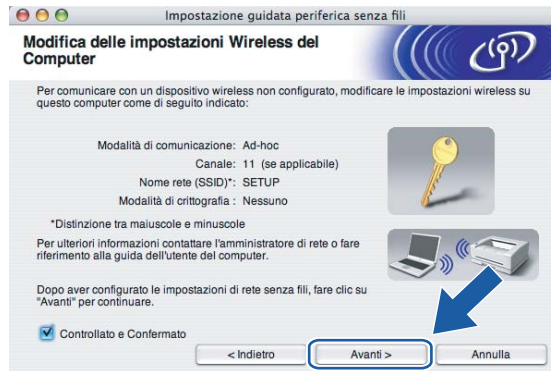 Impostazione guidata periferica senza fili
Modifica delle impostazioni Wireless del
Computer
Per comunicare con un dispositivo wireless non configurato, modificare le impostazioni wireless su
questo computer come di seguito indicato:
Modalità di comunicazione: Ad-hoc
Canale: 11 (se applicabile)
Nome rete (SSID)*: SETUP
Modalità di crittografia : Nessuno
*Distinzione tra maiuscole e minuscole
Per ulteriori informazioni contattare l'amministratore di rete o fare
riferimento alla guida dell'utente del computer.
Dopo aver configurato le impostazioni di rete senza fili, fare clic su
"Avanti" per continuare.
Controllato e Confermato
< Indietro
Avanti >
Annulla